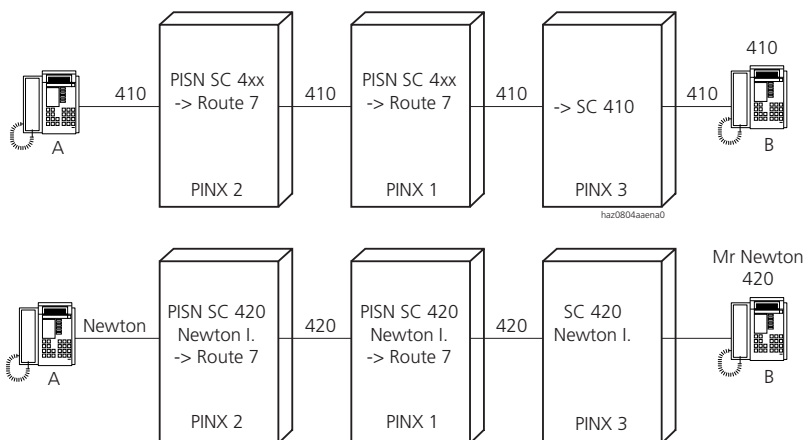 410
PISN SC 4xx
-> Route 7
PINX 2
410
PISN SC 4xx
-> Route 7
PINX 1
410
-> SC 410
PINX 3
410
410
A
B
haz0804aaena0
Newton
PISN SC 420
Newton I.
-> Route 7
PINX 2
420
PISN SC 420
Newton I.
-> Route 7
PINX 1
420
SC 420
Newton I.
PINX 3
Mr Newton
420
A
B